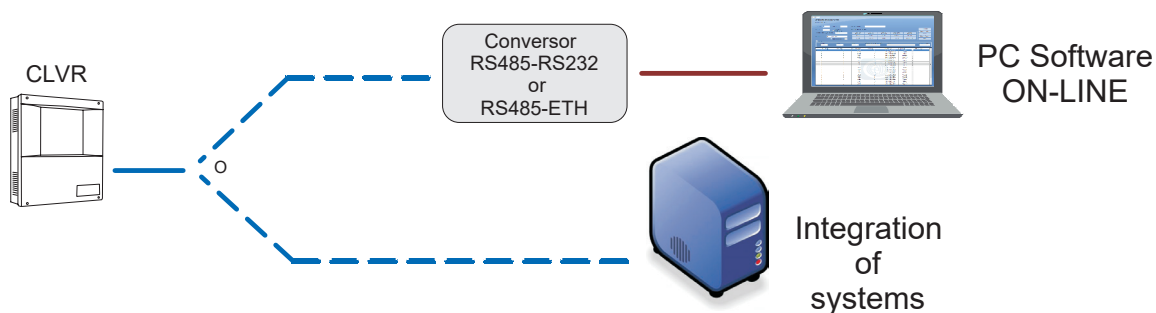 CLVR
O
Conversor
RS485-RS232
or
RS485-ETH
PC Software
ON-LINE
Integration
of
systems